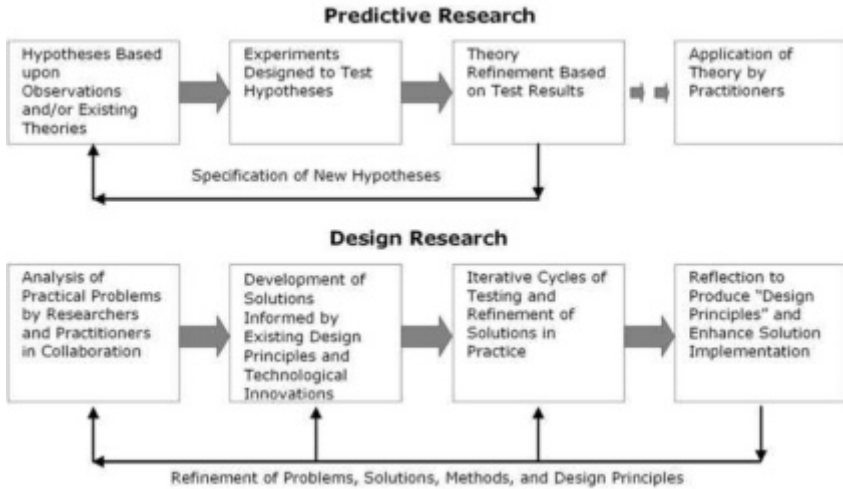 Predictive Research
Hypotheses Based
upon
Observations
and/or Existing
Theories
Experiments
Designed to Test
Hypotheses
Theory
Refinement Based
on Test Results
Application of
Theory by
Practitioners
Specification of New Hypotheses
Design Research
Analysis of
Practical Problems
by Researchers
and Practitioners
in Collaboration
Development of
Solutions
Informed by
Existing Design
Principles and
Technological
Innovations
Iterative Cycles of
Testing and
Refinement of
Solutions in
Practice
Reflection to
Produce “Design
Principles” and
Enhance Solution
Implementation
Refinement of Problems, Solutions, Methods, and Design Principles